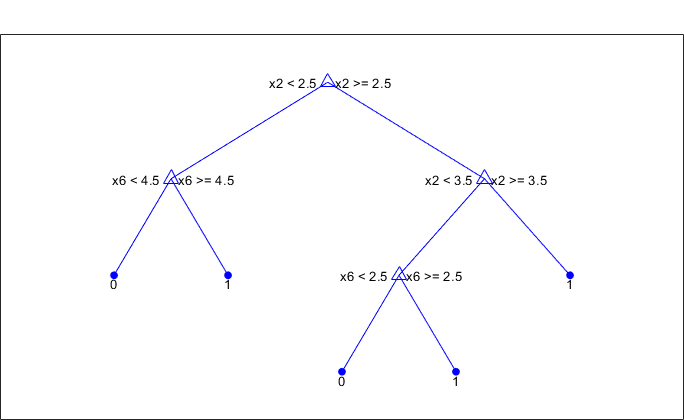 x2 < 2.5 x2 >= 2.5
x6 < 4.5 x6 >= 4.5
x2 < 3.5 x2 >= 3.5
0
1
x6 < 2.5 x6 >= 2.5
1
0
1